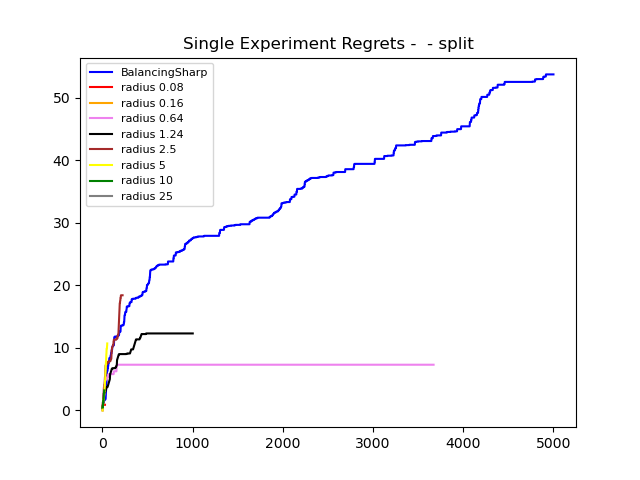 Single Experiment Regrets -  - split
BalancingSharp
radius 0.08
radius 0.16
radius 0.64
radius 1.24
radius 2.5
radius 5
radius 10
radius 25
50
40
30
20
10
0
0 1000 2000 3000 4000 5000